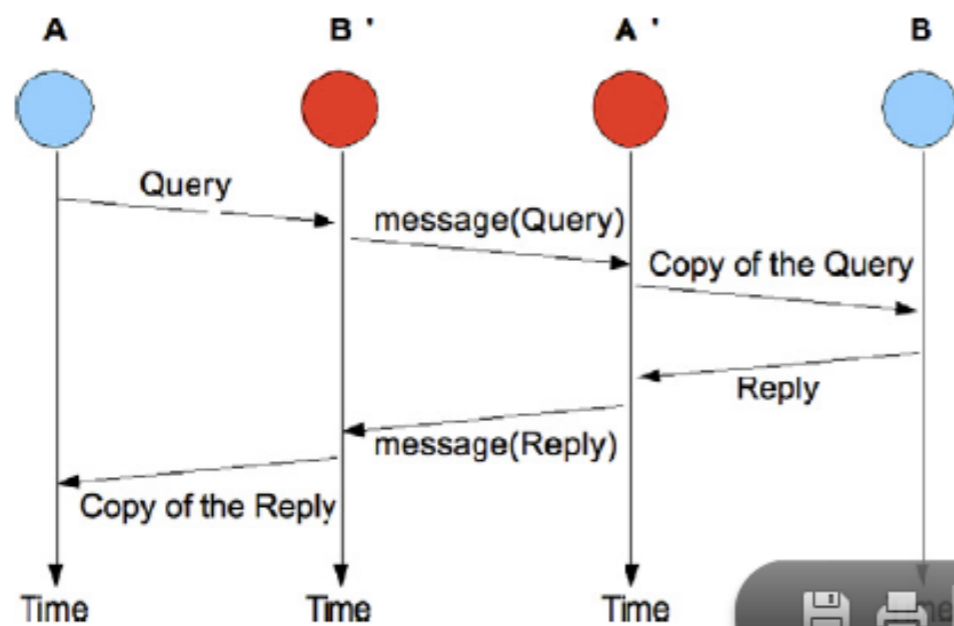 A B ' A ' B
Query
message(Query)
Copy of the Query
Reply
message(Reply)
Copy of the Reply
Time Time Time